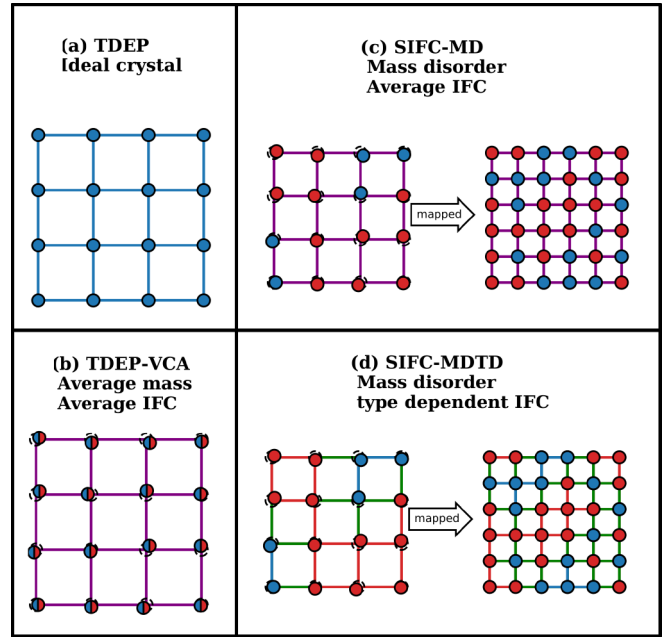 (a) TDEP
Ideal crystal
(c) SIFC-MD
Mass disorder
Average IFC
mapped
(b) TDEP-VCA
Average mass
Average IFC
(d) SIFC-MDTD
Mass disorder
type dependent IFC
mapped